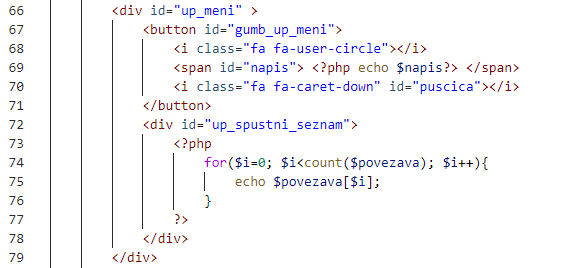 66 <div id="up_meni" >
67 <button id="gumb_up_meni">
68 <i class="fa fa-user-circle"></i>
69 <span id="napis"> <?php echo $napis?> </span>
70 <i class="fa fa-caret-down" id="puscica"></i>
71 </button>
72 <div id="up_spustni_seznam">
73 <?php
74 for($i=0; $i<count($povezava); $i++){
75 echo $povezava[$i];
76 }
77 ?>
78 </div>
79 </div>